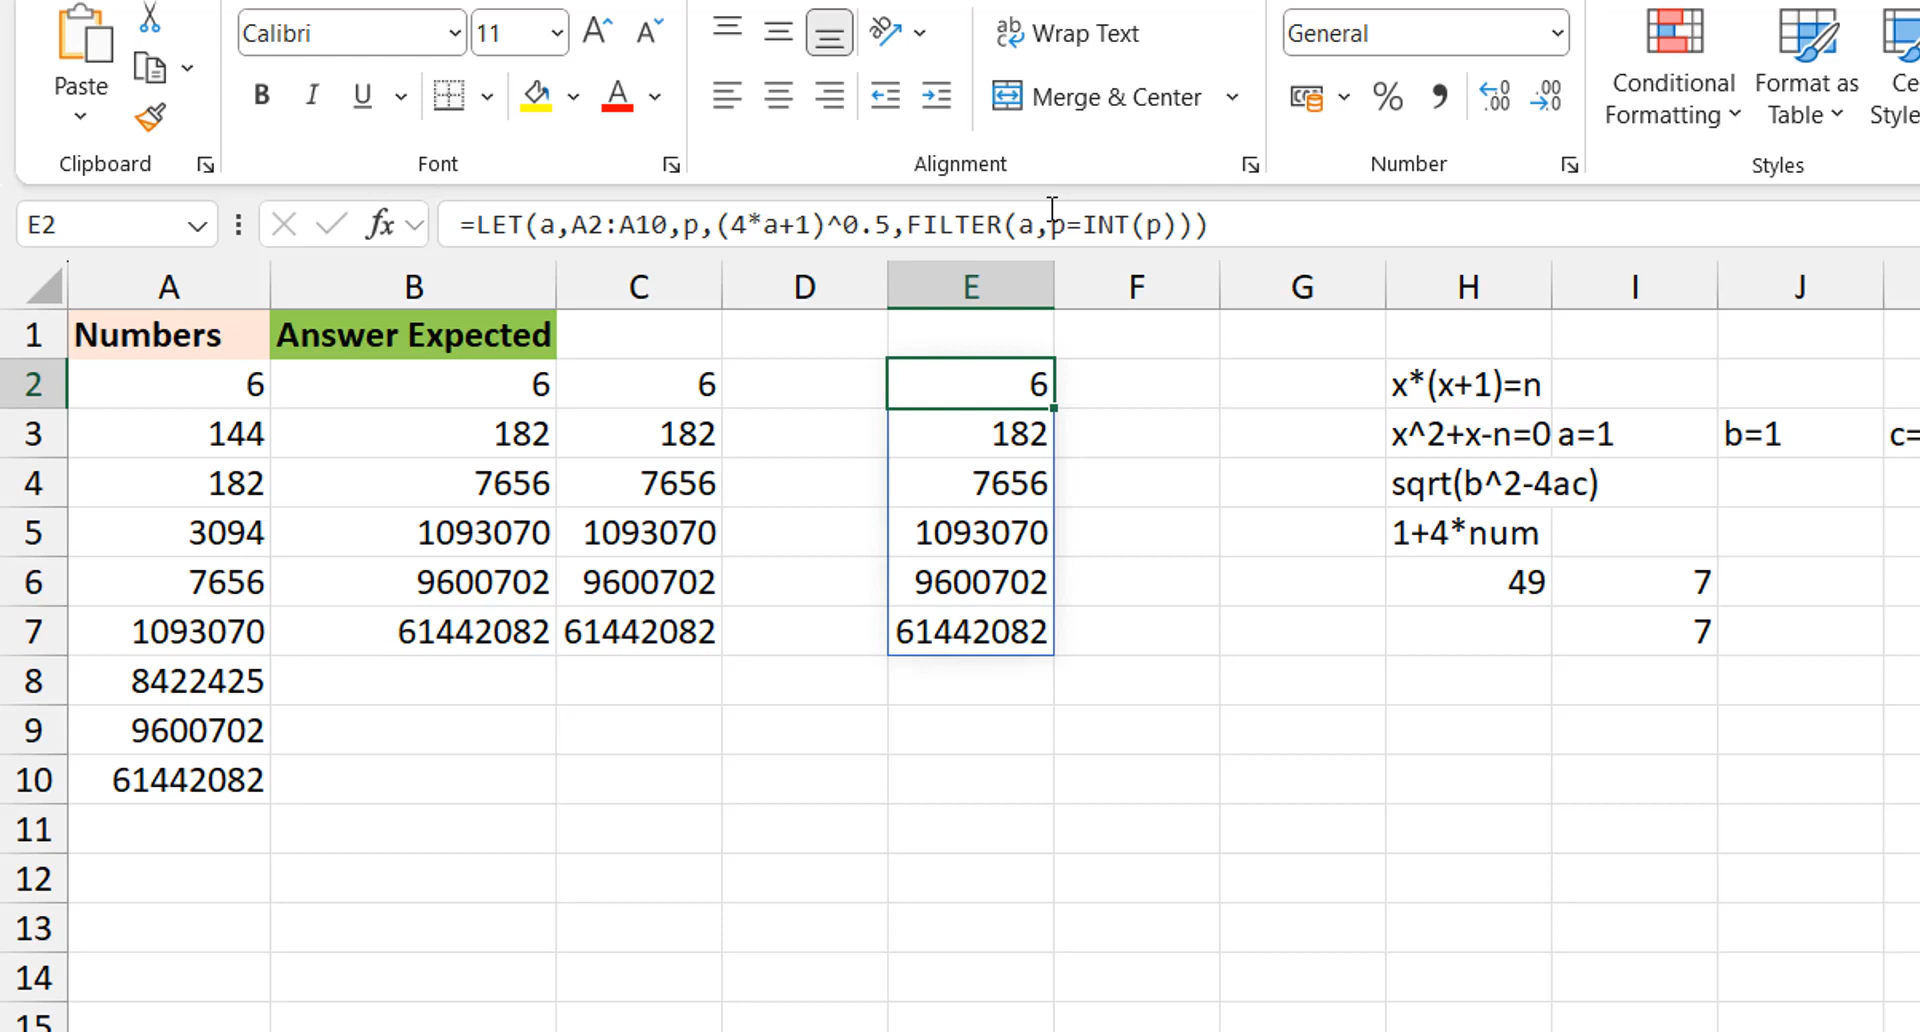 Calibri 11 Wrap Text General
Paste B I U Merge & Center % Conditional Formatting Format as Table
Clipboard Font Alignment Number Styles
E2 fx =LET(a,A2:A10,p,(4*a+1)^0.5,FILTER(a,p=INT(p)))
A B C D E F G H I J
1 Numbers Answer Expected
2 6 6 6 6 x*(x+1)=n
3 144 182 182 182 x^2+x-n=0 a=1 b=1 c=
4 182 7656 7656 7656 sqrt(b^2-4ac)
5 3094 1093070 1093070 1093070 1+4*num
6 7656 9600702 9600702 9600702 49 7
7 1093070 61442082 61442082 61442082 7
8 8422425
9 9600702
10 61442082
11
12
13
14
15